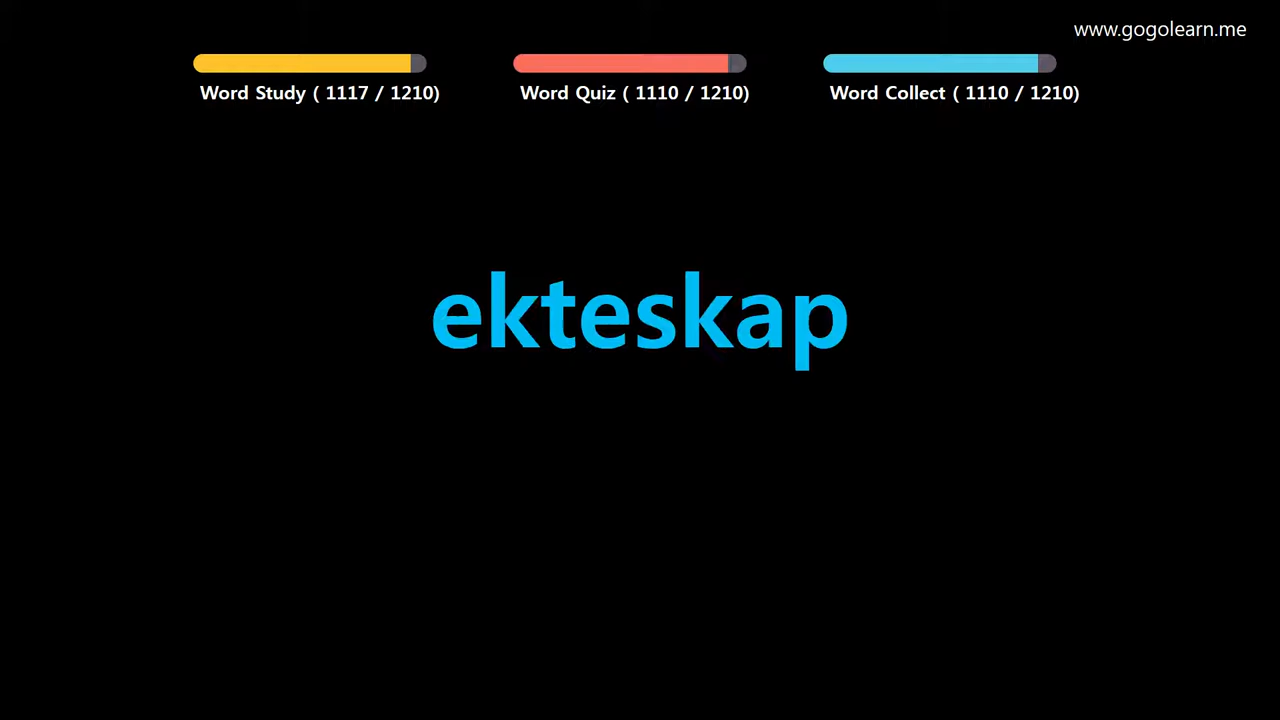 www.gogolearn.me
Word Study ( 1117 / 1210)
Word Quiz ( 1110 / 1210)
Word Collect ( 1110 / 1210)
ekteskap